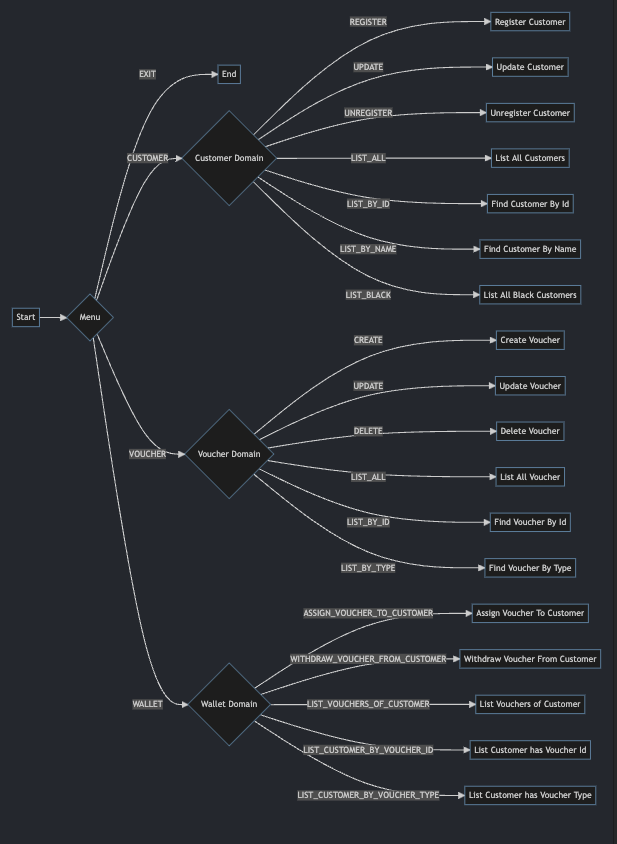 Start
Menu
EXIT
End
CUSTOMER
Customer Domain
REGISTER
Register Customer
UPDATE
Update Customer
UNREGISTER
Unregister Customer
LIST_ALL
List All Customers
LIST_BY_ID
Find Customer By Id
LIST_BY_NAME
Find Customer By Name
LIST_BLACK
List All Black Customers
VOUCHER
Voucher Domain
CREATE
Create Voucher
UPDATE
Update Voucher
DELETE
Delete Voucher
LIST_ALL
List All Voucher
LIST_BY_ID
Find Voucher By Id
LIST_BY_TYPE
Find Voucher By Type
WALLET
Wallet Domain
ASSIGN_VOUCHER_TO_CUSTOMER
Assign Voucher To Customer
WITHDRAW_VOUCHER_FROM_CUSTOMER
Withdraw Voucher From Customer
LIST_VOUCHERS_OF_CUSTOMER
List Vouchers of Customer
LIST_CUSTOMER_BY_VOUCHER_ID
List Customer has Voucher Id
LIST_CUSTOMER_BY_VOUCHER_TYPE
List Customer has Voucher Type